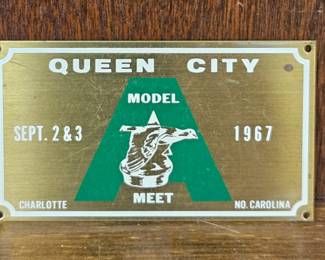 QUEEN CITY
MODEL
A
SEPT. 2&3 1967
MEET
CHARLOTTE NO. CAROLINA